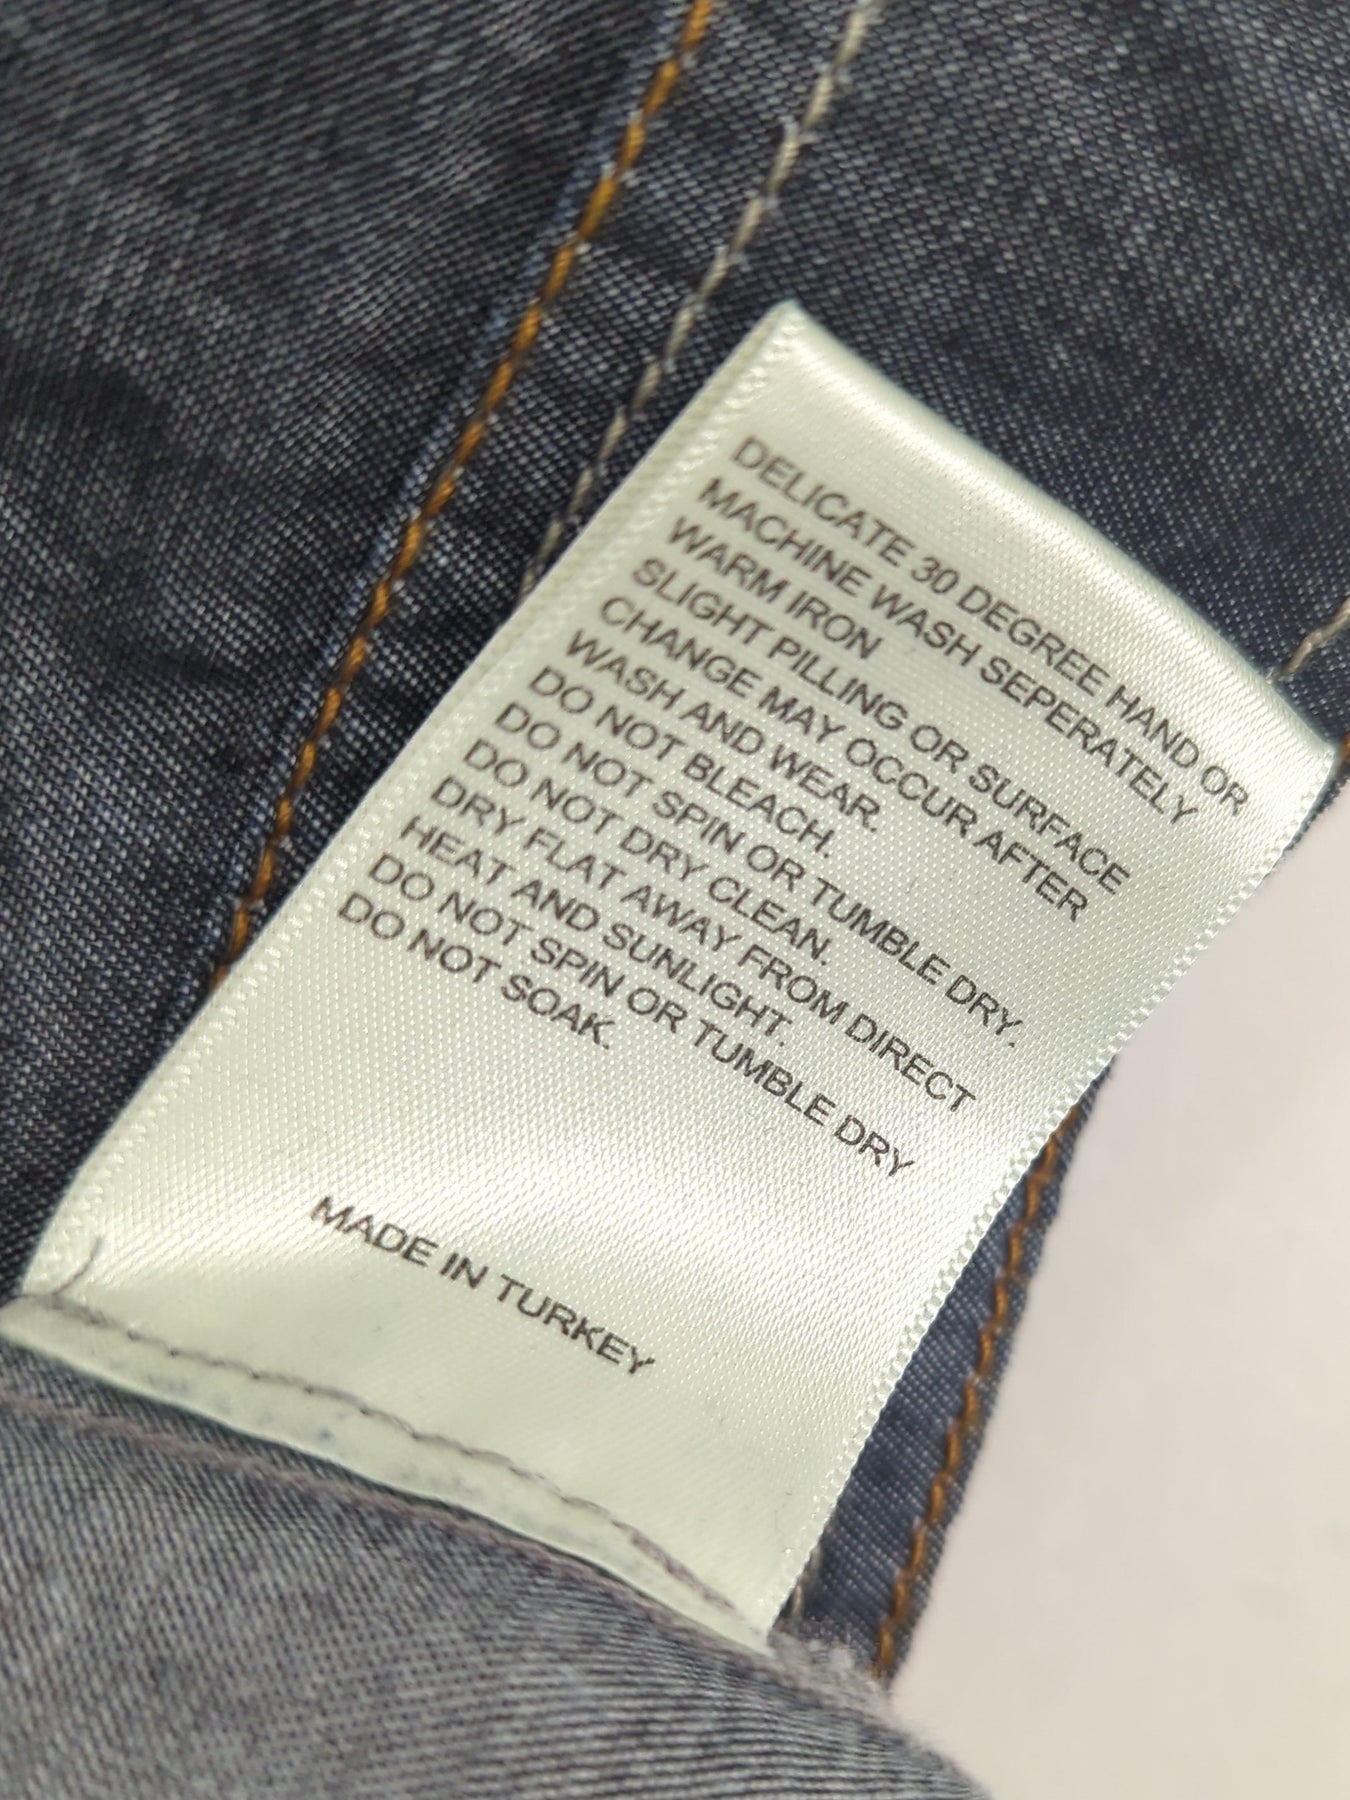 DELICATE 30 DEGREE HAND OR
MACHINE WASH SEPERATELY
WARM IRON
SLIGHT PILLING OR SURFACE
CHANGE MAY OCCUR AFTER
WASH AND WEAR.
DO NOT BLEACH.
DO NOT SPIN OR TUMBLE DRY.
DO NOT DRY CLEAN.
DRY FLAT AWAY FROM DIRECT
HEAT AND SUNLIGHT.
DO NOT SPIN OR TUMBLE DRY
DO NOT SOAK.
MADE IN TURKEY